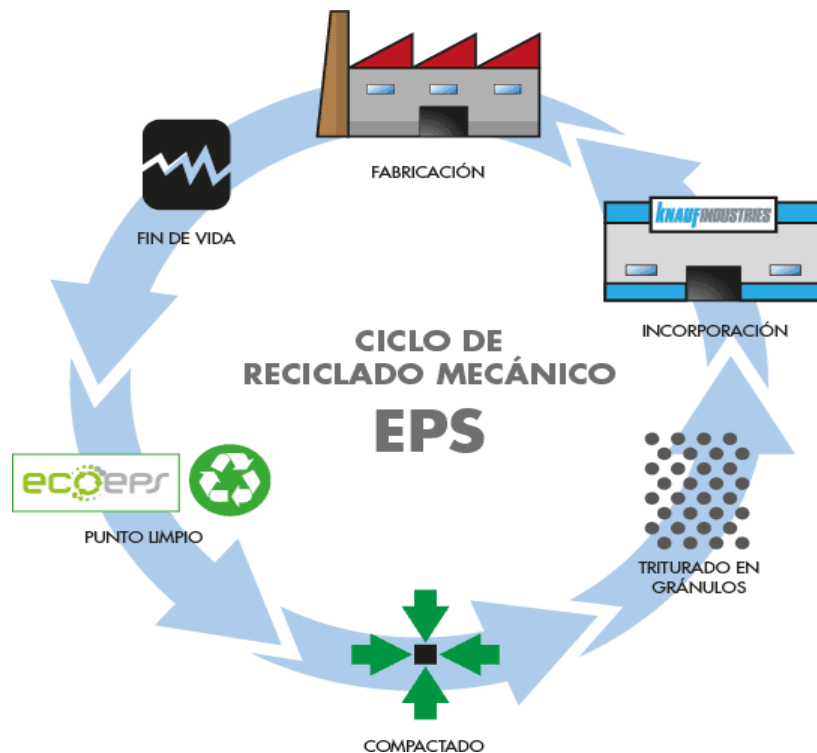 FABRICACIÓN
FIN DE VIDA
KNAUF INDUSTRIES
INCORPORACIÓN
CICLO DE
RECICLADO MECÁNICO
EPS
ecoeps
PUNTO LIMPIO
TRITURADO EN
GRÁNULOS
COMPACTADO